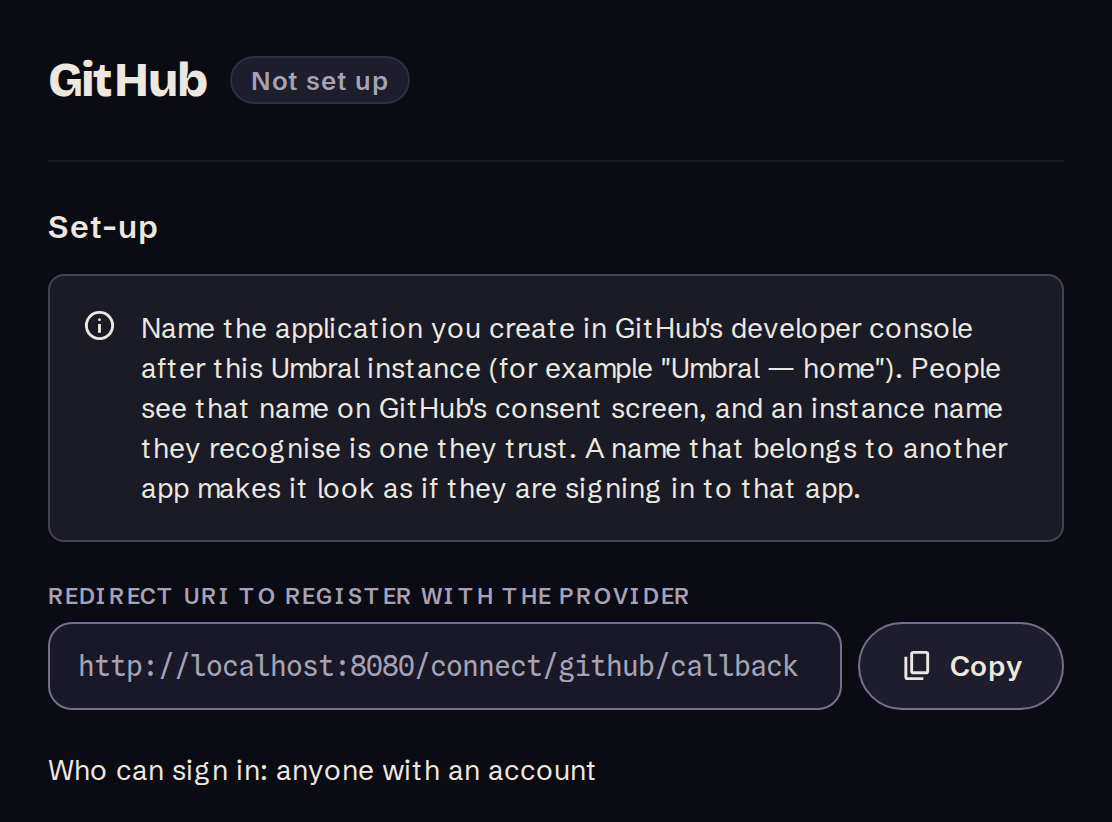 GitHub
Not set up
Set-up
Name the application you create in GitHub's developer console
after this Umbral instance (for example "Umbral — home"). People
see that name on GitHub's consent screen, and an instance name
they recognise is one they trust. A name that belongs to another
app makes it look as if they are signing in to that app.
REDIRECT URI TO REGISTER WITH THE PROVIDER
http://localhost:8080/connect/github/callback
Copy
Who can sign in: anyone with an account